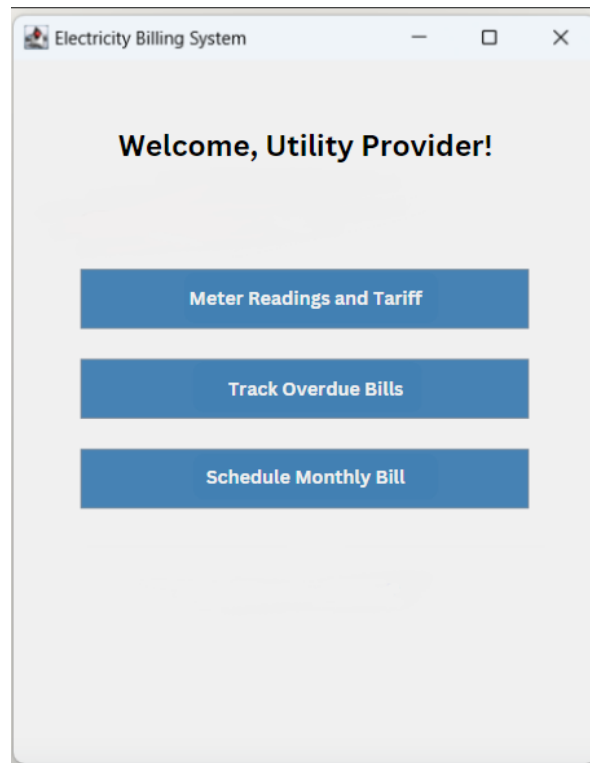 Electricity Billing System
Welcome, Utility Provider!
Meter Readings and Tariff
Track Overdue Bills
Schedule Monthly Bill